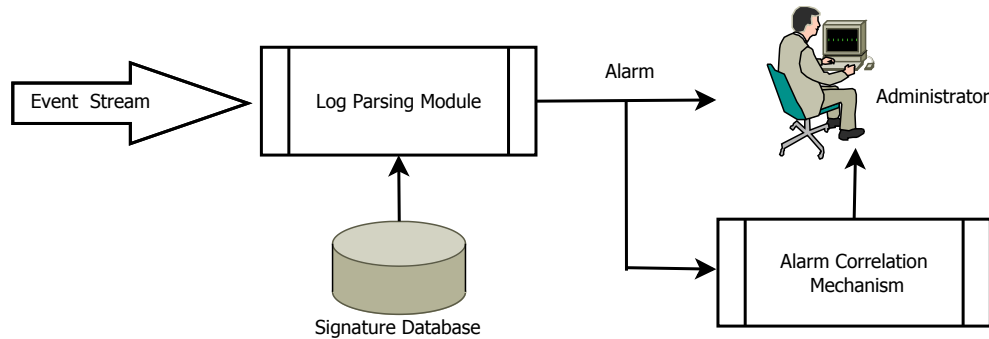 Event Stream
Log Parsing Module
Alarm
Administrator
Signature Database
Alarm Correlation
Mechanism